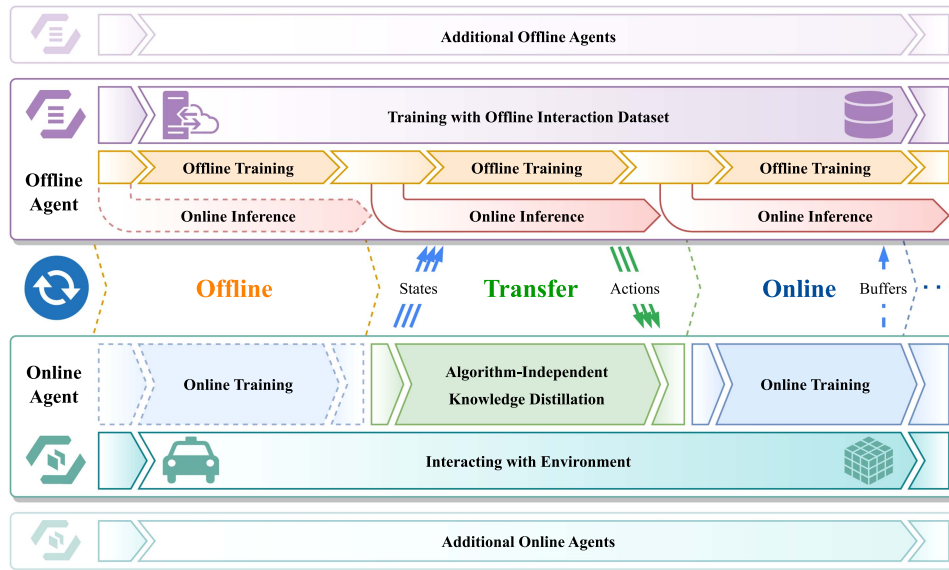 Additional Offline Agents
Training with Offline Interaction Dataset
Offline
Agent
Offline Training
Offline Training
Offline Training
Online Inference
Online Inference
Online Inference
Offline
States
Transfer
Actions
Online
Buffers
Online
Agent
Online Training
Algorithm-Independent
Knowledge Distillation
Online Training
Interacting with Environment
Additional Online Agents